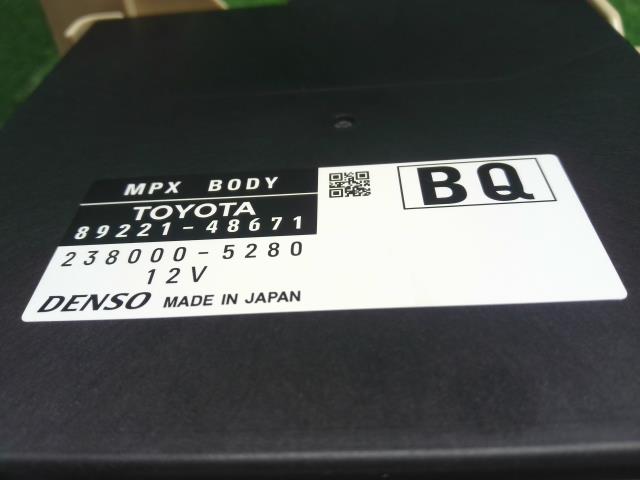 MPX BODY
TOYOTA
89221-48671
238000-5280
12V
DENSO MADE IN JAPAN
BQ